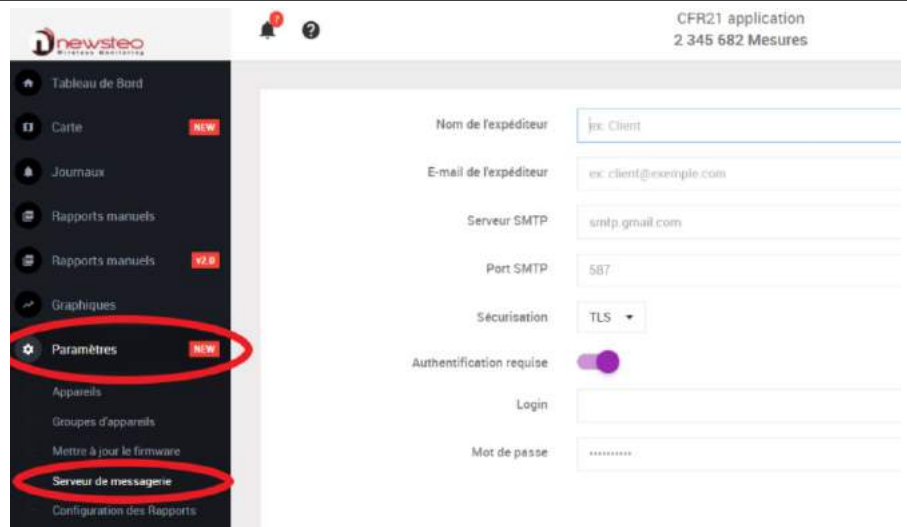 newsteo
Wireless Monitoring
7
?
CFR21 application
2 345 682 Mesures
Tableau de Bord
Carte
NEW
Journaux
Rapports manuels
Rapports manuels
v2.0
Graphiques
Paramètres
NEW
Appareils
Groupes d'appareils
Mettre à jour le firmware
Serveur de messagerie
Configuration des Rapports
Nom de l'expéditeur
ex: Client
E-mail de l'expéditeur
ex: client@exemple.com
Serveur SMTP
smtp.gmail.com
Port SMTP
587
Sécurisation
TLS
Authentification requise
Login
Mot de passe
••••••••••